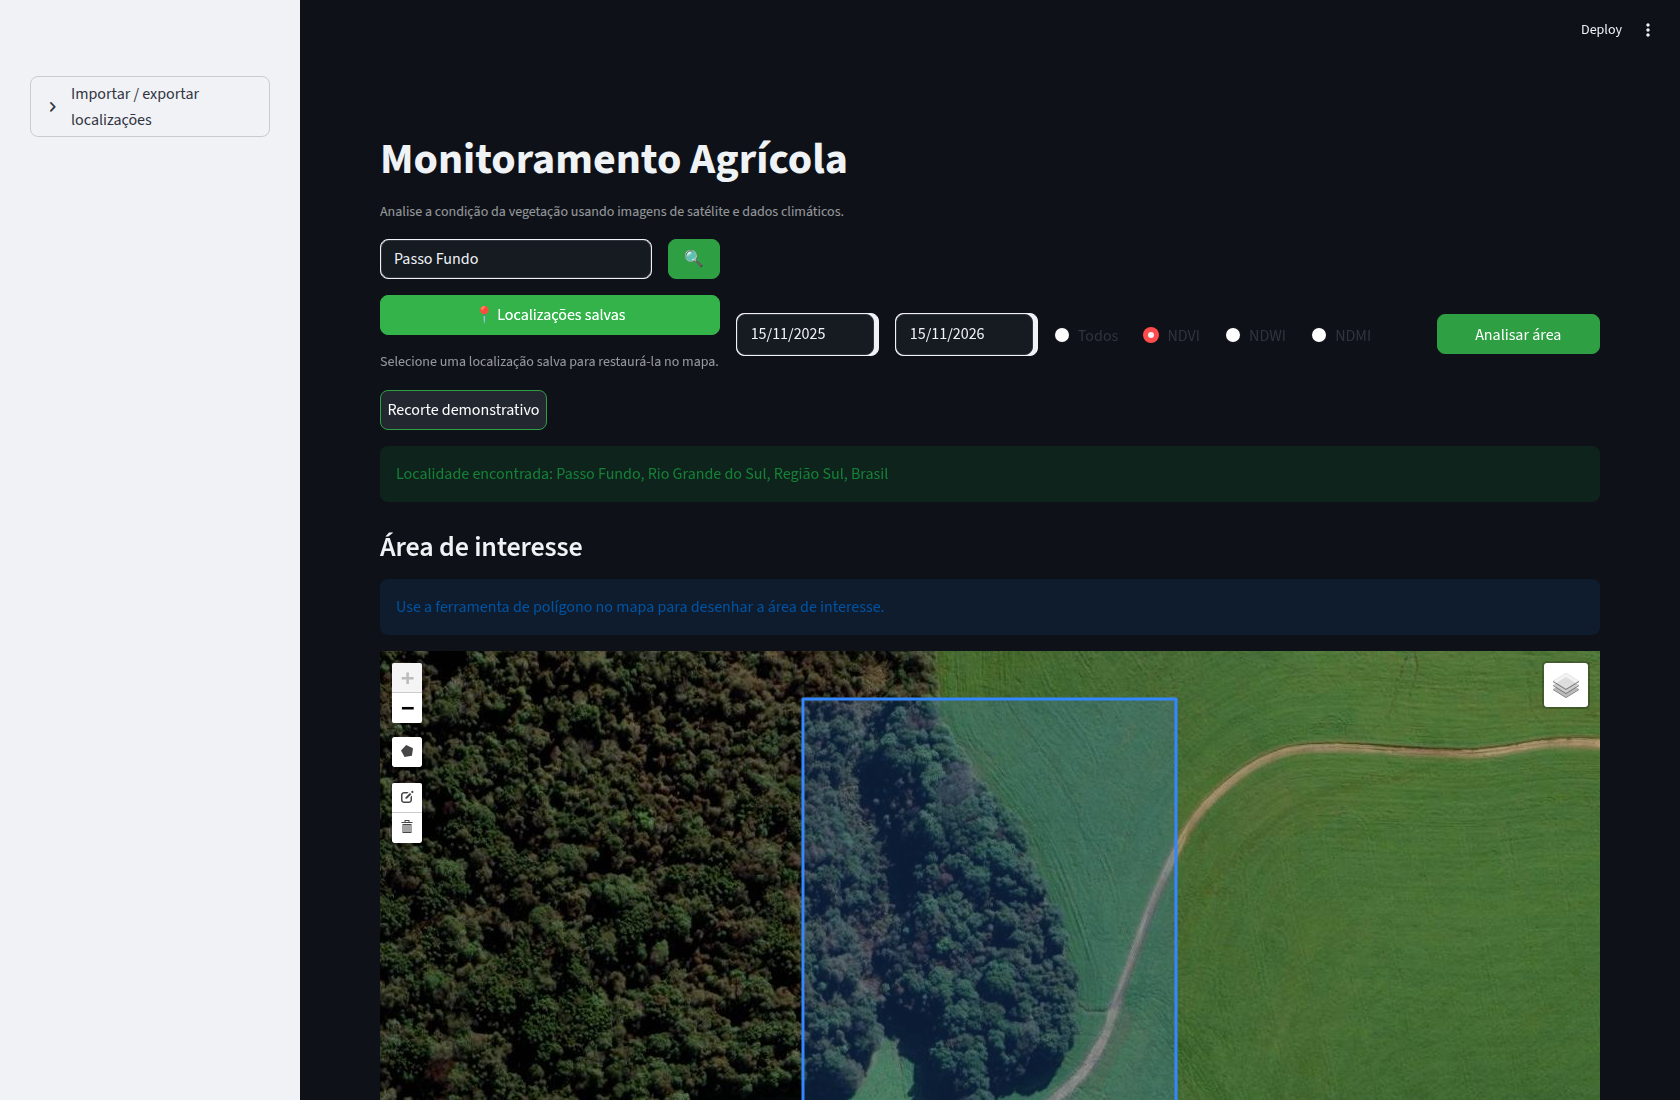 Deploy
Importar / exportar
localizações
Monitoramento Agrícola
Analise a condição da vegetação usando imagens de satélite e dados climáticos.
Passo Fundo
Localizações salvas
15/11/2025
15/11/2026
Todos
NDVI
NDWI
NDMI
Analisar área
Selecione uma localização salva para restaurá-la no mapa.
Recorte demonstrativo
Localidade encontrada: Passo Fundo, Rio Grande do Sul, Região Sul, Brasil
Área de interesse
Use a ferramenta de polígono no mapa para desenhar a área de interesse.
+
−